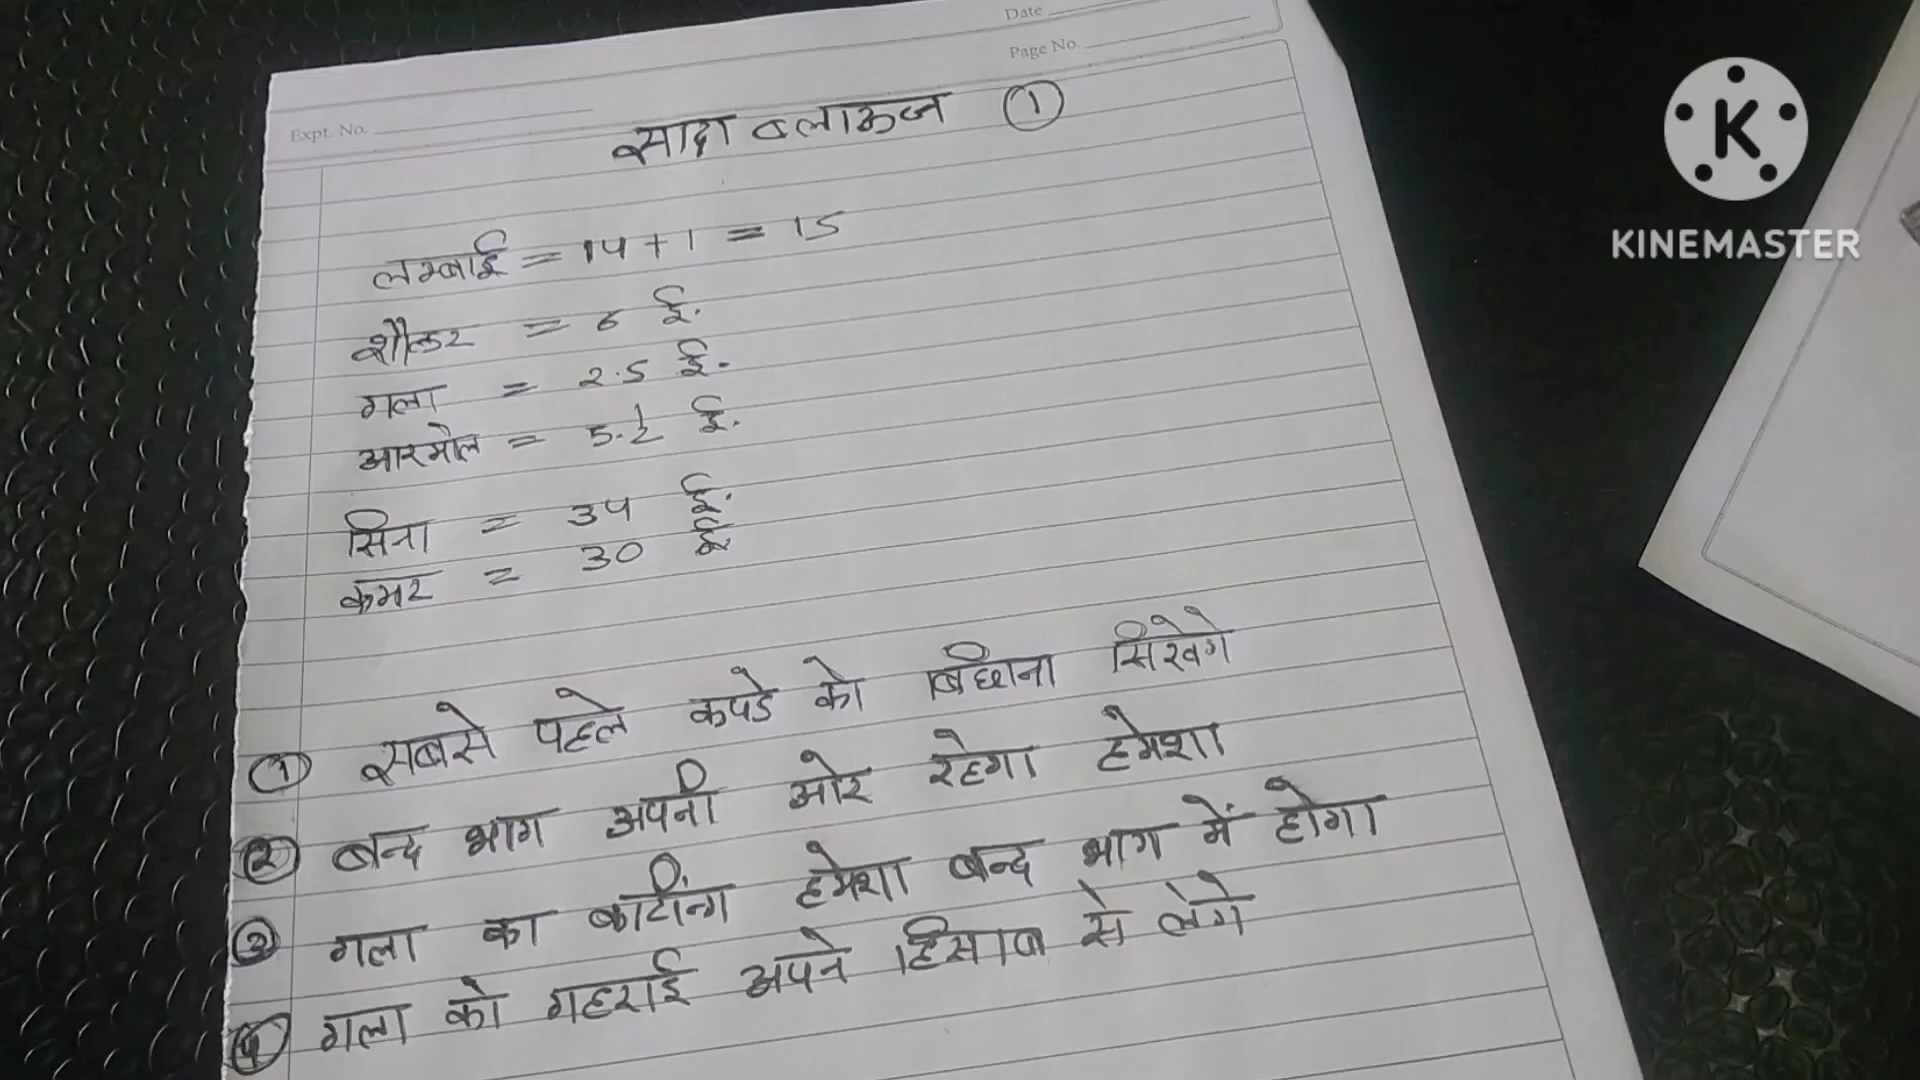 Date
Page No.
Expt. No.
सादा ब्लाऊज ①
लम्बाई = 14 + 1 = 15
शौल्डर = 6 ई.
गला = 2.5 ई.
आरमौल = 5.½ ई.
सिना = 34 ई.
कमर = 30 ई.
① सबसे पहले कपडे को बिछाना सिखेगे
② बन्द भाग अपनी ओर रहेगा हमेशा
③ गला का काटींग हमेशा बन्द भाग में होगा
④ गला को गहराई अपने हिसाब से लेगे
K
KINEMASTER